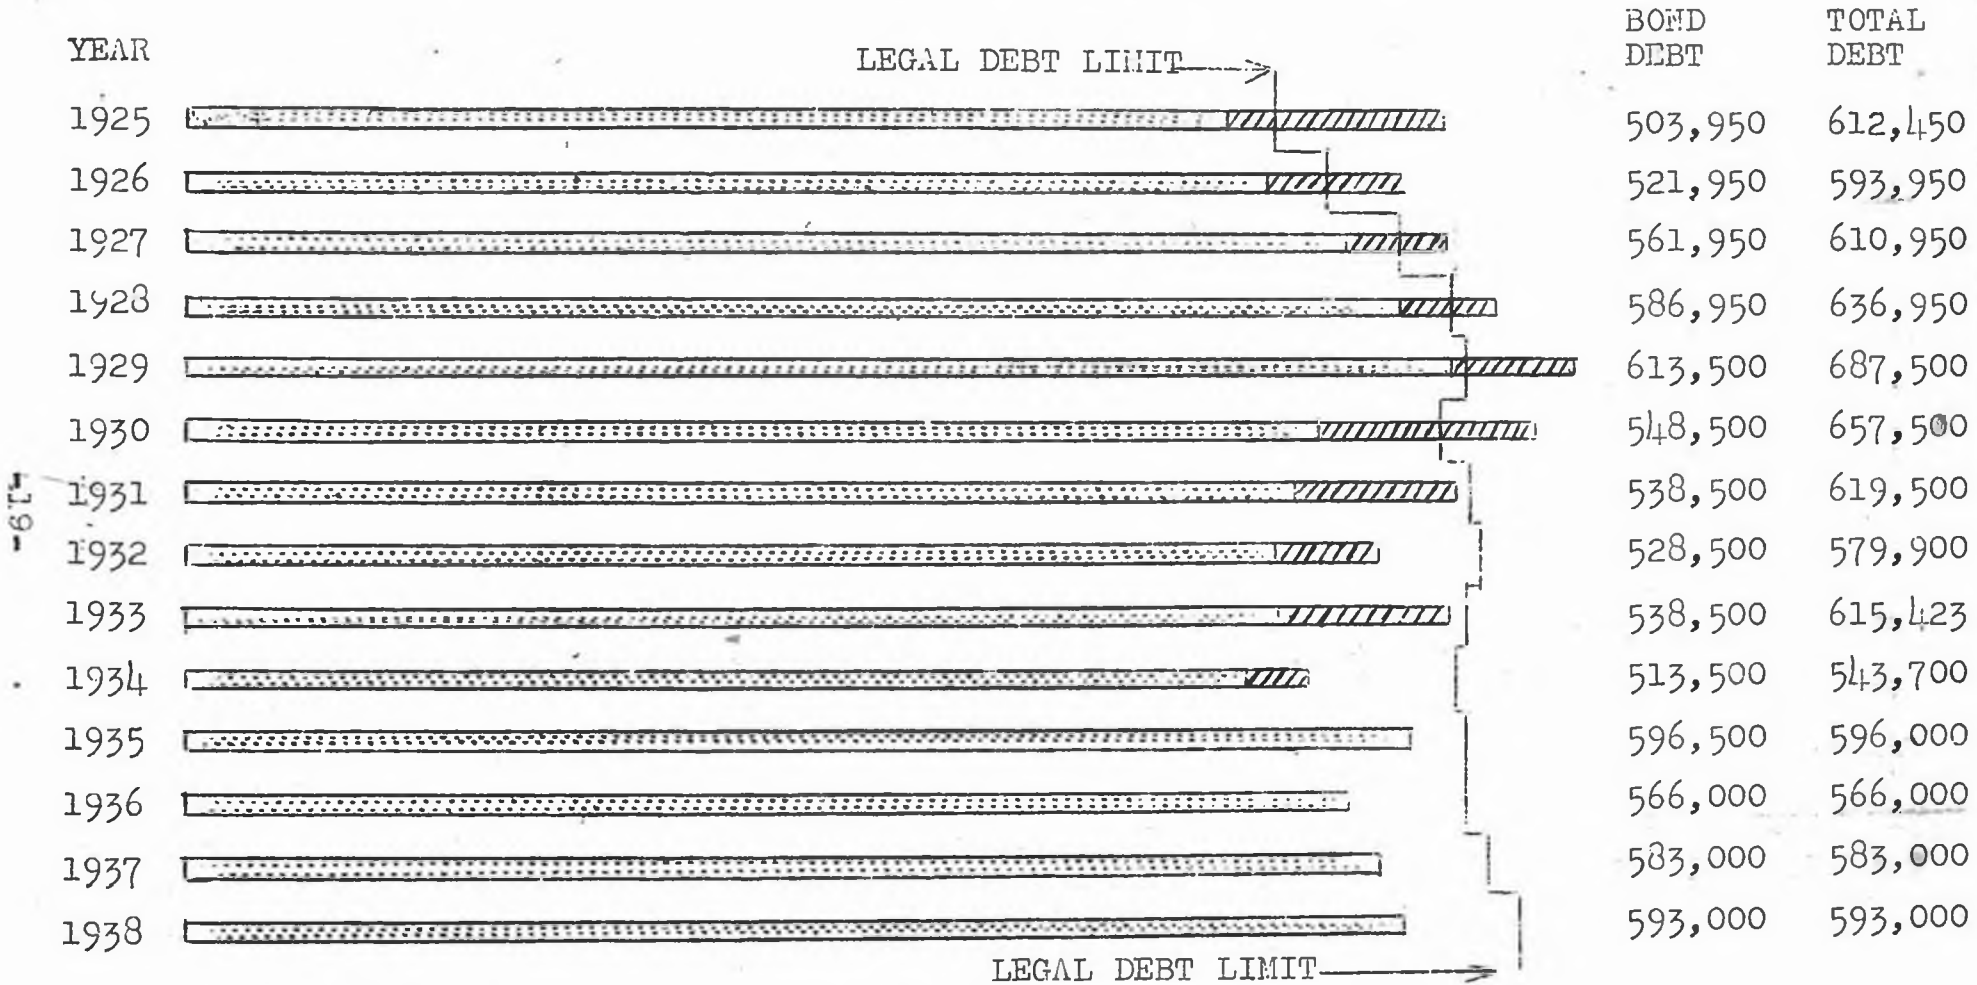 BOND TOTAL
YEAR LEGAL DEBT LIMIT DEBT DEBT
1925 503,950 612,450
1926 521,950 593,950
1927 561,950 610,950
1928 586,950 636,950
1929 613,500 687,500
1930 548,500 657,500
1931 538,500 619,500
-19-
1932 528,500 579,900
1933 538,500 615,423
1934 513,500 543,700
1935 596,500 596,000
1936 566,000 566,000
1937 583,000 583,000
1938 593,000 593,000
LEGAL DEBT LIMIT